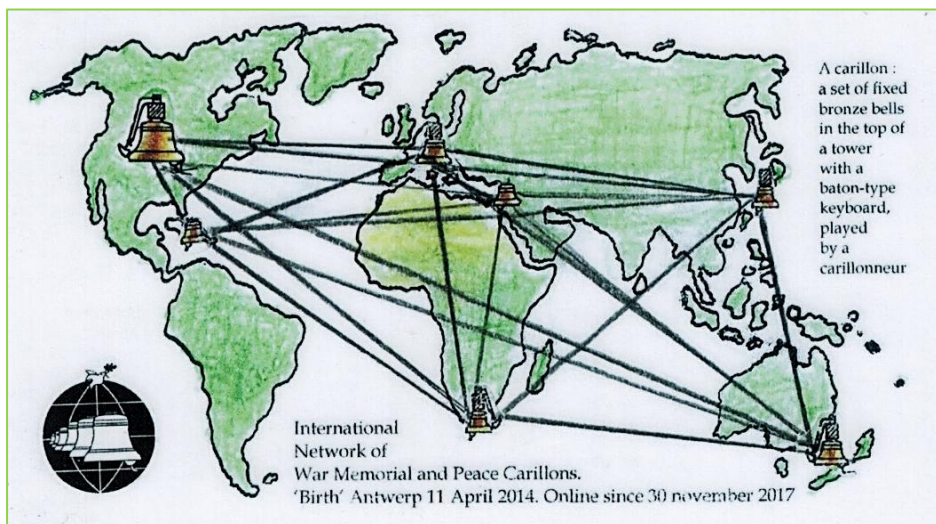 A carillon :
a set of fixed
bronze bells
in the top of
a tower
with a
baton-type
keyboard,
played
by a
carillonneur
International
Network of
War Memorial and Peace Carillons.
'Birth' Antwerp 11 April 2014. Online since 30 november 2017